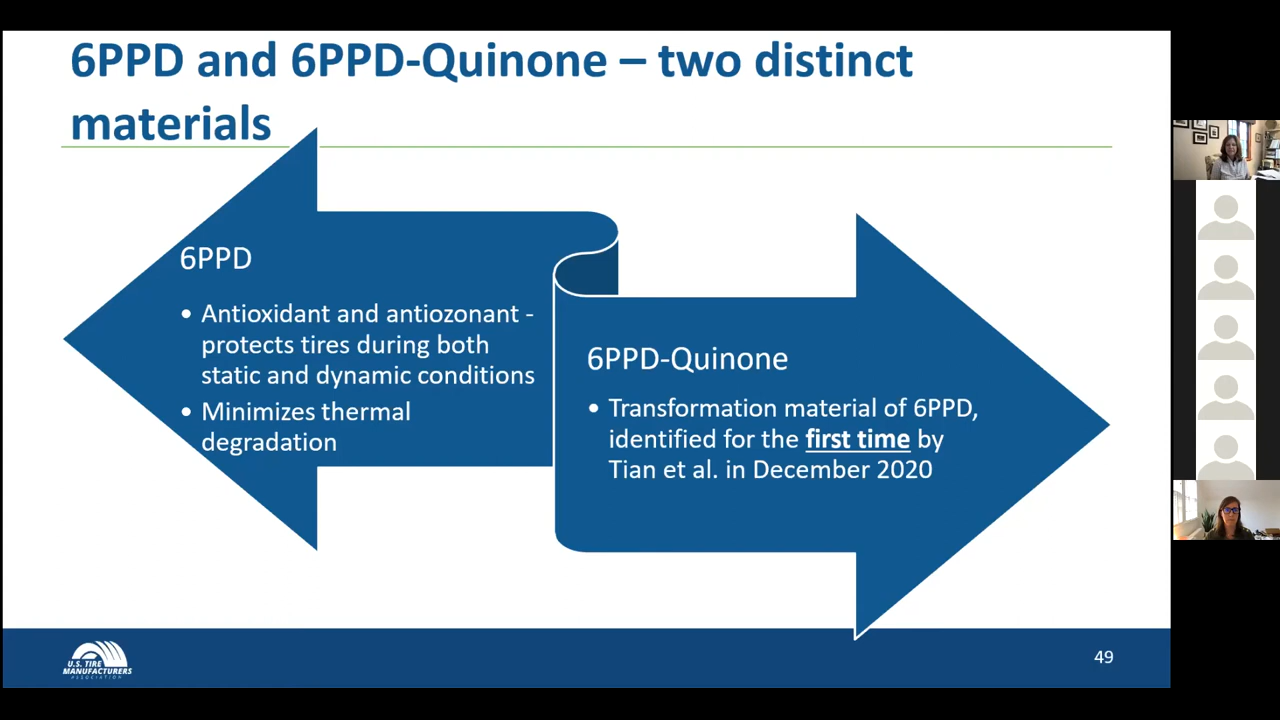 6PPD and 6PPD-Quinone – two distinct
materials
6PPD
• Antioxidant and antiozonant -
protects tires during both
static and dynamic conditions
• Minimizes thermal
degradation
6PPD-Quinone
• Transformation material of 6PPD,
identified for the first time by
Tian et al. in December 2020
U.S. TIRE
MANUFACTURERS
ASSOCIATION
49